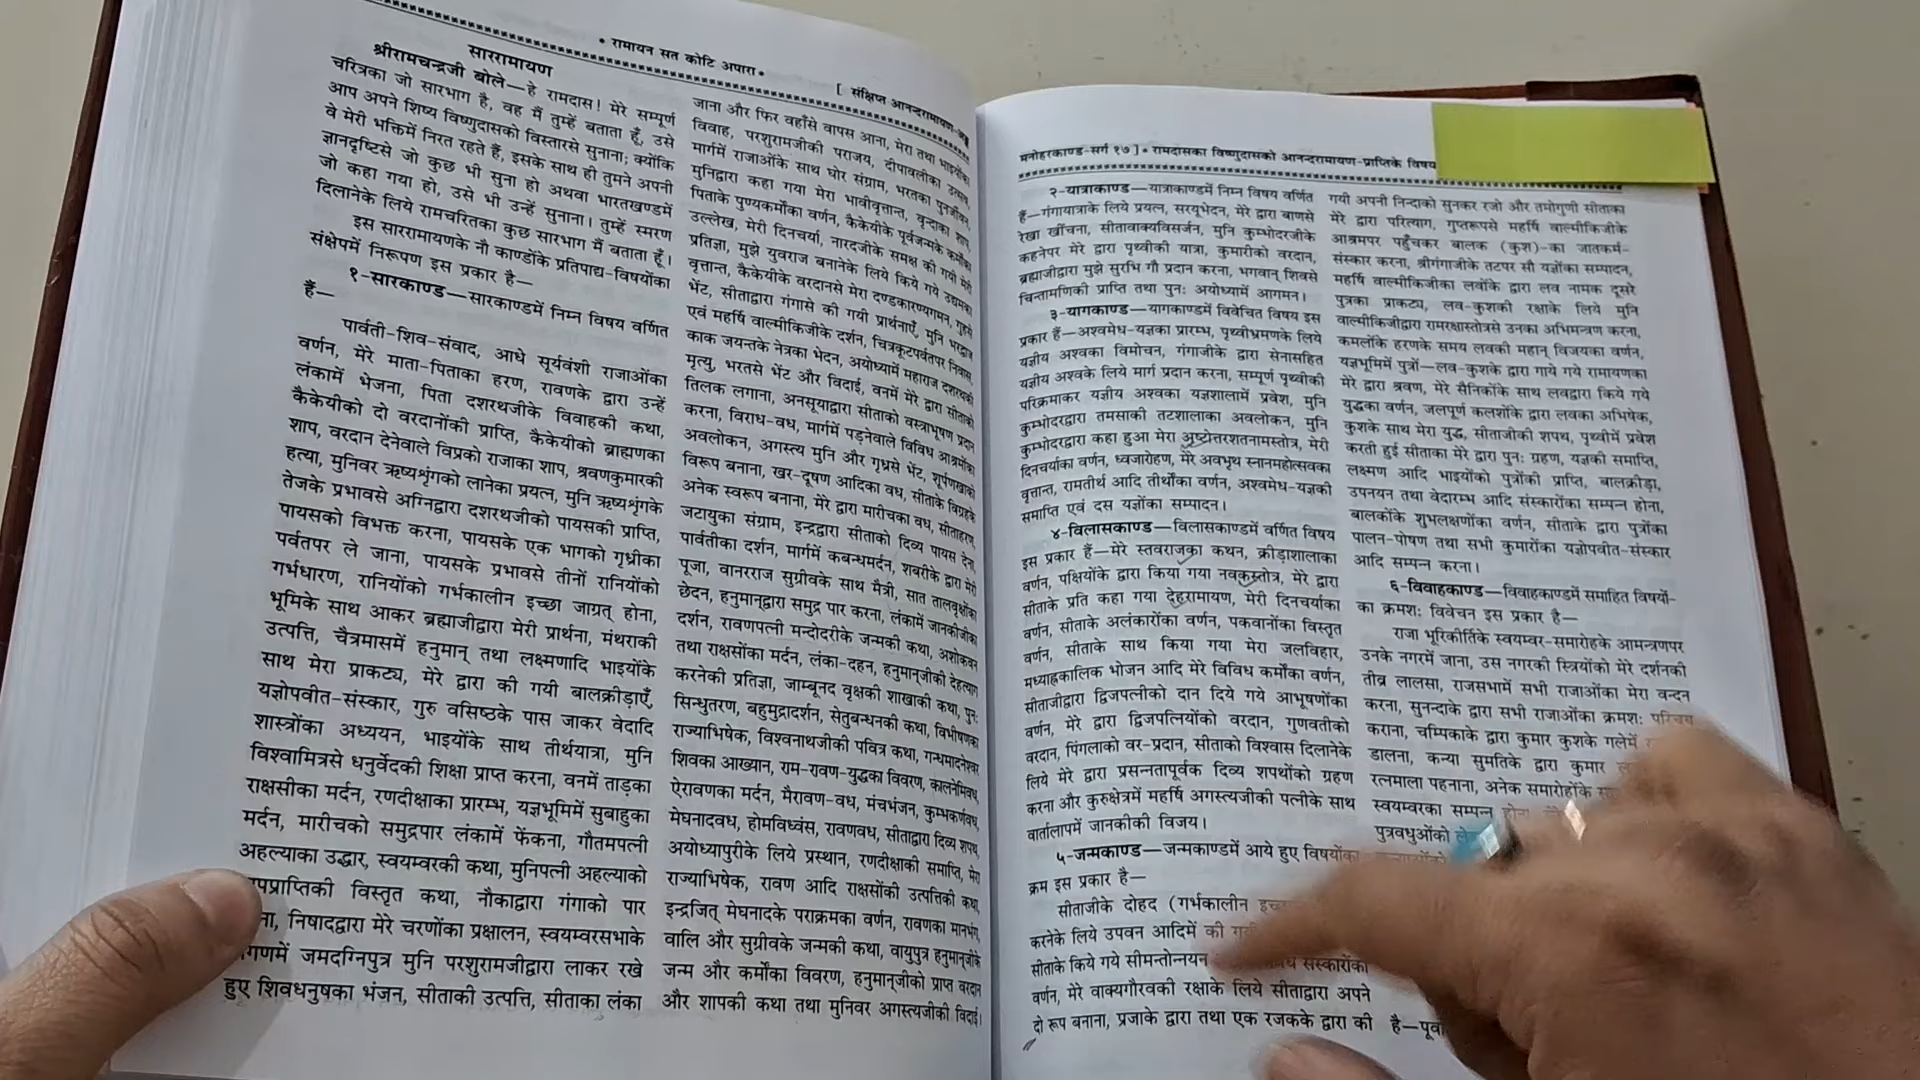 • रामायन सत कोटि अपारा •
[ संक्षिप्त आनन्दरामायण-
साररामायण
श्रीरामचन्द्रजी बोले—हे रामदास! मेरे सम्पूर्ण
चरित्रका जो सारभाग है, वह मैं तुम्हें बताता हूँ, उसे
आप अपने शिष्य विष्णुदासको विस्तारसे सुनाना; क्योंकि
वे मेरी भक्तिमें निरत रहते हैं, इसके साथ ही तुमने अपनी
ज्ञानदृष्टिसे जो कुछ भी सुना हो अथवा भारतखण्डमें
जो कहा गया हो, उसे भी उन्हें सुनाना। तुम्हें स्मरण
दिलानेके लिये रामचरितका कुछ सारभाग मैं बताता हूँ।
इस साररामायणके नौ काण्डोंके प्रतिपाद्य-विषयोंका
संक्षेपमें निरूपण इस प्रकार है—
१-सारकाण्ड—सारकाण्डमें निम्न विषय वर्णित
हैं—
पार्वती-शिव-संवाद, आधे सूर्यवंशी राजाओंका
वर्णन, मेरे माता-पिताका हरण, रावणके द्वारा उन्हें
लंकामें भेजना, पिता दशरथजीके विवाहकी कथा,
कैकेयीको दो वरदानोंकी प्राप्ति, कैकेयीको ब्राह्मणका
शाप, वरदान देनेवाले विप्रको राजाका शाप, श्रवणकुमारकी
हत्या, मुनिवर ऋष्यशृंगको लानेका प्रयत्न, मुनि ऋष्यशृंगके
तेजके प्रभावसे अग्निद्वारा दशरथजीको पायसकी प्राप्ति,
पायसको विभक्त करना, पायसके एक भागको गृध्रीका
पर्वतपर ले जाना, पायसके प्रभावसे तीनों रानियोंको
गर्भधारण, रानियोंको गर्भकालीन इच्छा जाग्रत् होना,
भूमिके साथ आकर ब्रह्माजीद्वारा मेरी प्रार्थना, मंथराकी
उत्पत्ति, चैत्रमासमें हनुमान् तथा लक्ष्मणादि भाइयोंके
साथ मेरा प्राकट्य, मेरे द्वारा की गयी बालक्रीड़ाएँ,
यज्ञोपवीत-संस्कार, गुरु वसिष्ठके पास जाकर वेदादि
शास्त्रोंका अध्ययन, भाइयोंके साथ तीर्थयात्रा, मुनि
विश्वामित्रसे धनुर्वेदकी शिक्षा प्राप्त करना, वनमें ताड़का
राक्षसीका मर्दन, रणदीक्षाका प्रारम्भ, यज्ञभूमिमें सुबाहुका
मर्दन, मारीचको समुद्रपार लंकामें फेंकना, गौतमपत्नी
अहल्याका उद्धार, स्वयम्वरकी कथा, मुनिपत्नी अहल्याको
पप्राप्तिकी विस्तृत कथा, नौकाद्वारा गंगाको पार
ना, निषादद्वारा मेरे चरणोंका प्रक्षालन, स्वयम्वरसभाके
गणमें जमदग्निपुत्र मुनि परशुरामजीद्वारा लाकर रखे
हुए शिवधनुषका भंजन, सीताकी उत्पत्ति, सीताका लंका
जाना और फिर वहाँसे वापस आना, मेरा तथा भाइयोंका
विवाह, परशुरामजीकी पराजय, दीपावलीका उत्सव,
मार्गमें राजाओंके साथ घोर संग्राम, भरतका पुनर्जीवन,
मुनिद्वारा कहा गया मेरा भावीवृत्तान्त, वृन्दाका शाप,
पिताके पुण्यकर्मोंका वर्णन, कैकेयीके पूर्वजन्मके कर्मोंका
उल्लेख, मेरी दिनचर्या, नारदजीके समक्ष की गयी मेरी
प्रतिज्ञा, मुझे युवराज बनानेके लिये किये गये उद्यमका
वृत्तान्त, कैकेयीके वरदानसे मेरा दण्डकारण्यगमन, गुहसे
भेंट, सीताद्वारा गंगासे की गयी प्रार्थनाएँ, मुनि भरद्वाज
एवं महर्षि वाल्मीकिजीके दर्शन, चित्रकूटपर्वतपर निवास,
काक जयन्तके नेत्रका भेदन, अयोध्यामें महाराज दशरथकी
मृत्यु, भरतसे भेंट और विदाई, वनमें मेरे द्वारा सीताको
तिलक लगाना, अनसूयाद्वारा सीताको वस्त्राभूषण प्रदान
करना, विराध-वध, मार्गमें पड़नेवाले विविध आश्रमोंका
अवलोकन, अगस्त्य मुनि और गृध्रसे भेंट, शूर्पणखाको
विरूप बनाना, खर-दूषण आदिका वध, सीताके विग्रहके
अनेक स्वरूप बनाना, मेरे द्वारा मारीचका वध, सीताहरण,
जटायुका संग्राम, इन्द्रद्वारा सीताको दिव्य पायस देना,
पार्वतीका दर्शन, मार्गमें कबन्धमर्दन, शबरीके द्वारा मेरी
पूजा, वानरराज सुग्रीवके साथ मैत्री, सात तालवृक्षोंका
छेदन, हनुमान्द्वारा समुद्र पार करना, लंकामें जानकीजीका
दर्शन, रावणपत्नी मन्दोदरीके जन्मकी कथा, अशोकवन
तथा राक्षसोंका मर्दन, लंका-दहन, हनुमान्जीको देहत्याग
करनेकी प्रतिज्ञा, जाम्बूनद वृक्षकी शाखाकी कथा, पुनः
सिन्धुतरण, बहुमुद्रादर्शन, सेतुबन्धनकी कथा, विभीषणका
राज्याभिषेक, विश्वनाथजीकी पवित्र कथा, गन्धमादनेश्वर
शिवका आख्यान, राम-रावण-युद्धका विवरण, कालनेमिवध,
ऐरावणका मर्दन, मैरावण-वध, मंचभंजन, कुम्भकर्णवध,
मेघनादवध, होमविध्वंस, रावणवध, सीताद्वारा दिव्य शपथ,
अयोध्यापुरीके लिये प्रस्थान, रणदीक्षाकी समाप्ति, मेरा
राज्याभिषेक, रावण आदि राक्षसोंकी उत्पत्तिकी कथा,
इन्द्रजित् मेघनादके पराक्रमका वर्णन, रावणका मानभंग,
वालि और सुग्रीवके जन्मकी कथा, वायुपुत्र हनुमान्जीके
जन्म और कर्मोंका विवरण, हनुमान्जीको प्राप्त वरदान
और शापकी कथा तथा मुनिवर अगस्त्यजीकी विदाई।
मनोहरकाण्ड-सर्ग १७ ] • रामदासका विष्णुदासको आनन्दरामायण-प्राप्तिके विषय
२-यात्राकाण्ड—यात्राकाण्डमें निम्न विषय वर्णित
हैं—गंगायात्राके लिये प्रयत्न, सरयूभेदन, मेरे द्वारा बाणसे
रेखा खींचना, सीतावाक्यविसर्जन, मुनि कुम्भोदरजीके
कहनेपर मेरे द्वारा पृथ्वीकी यात्रा, कुमारीको वरदान,
ब्रह्माजीद्वारा मुझे सुरभि गौ प्रदान करना, भगवान् शिवसे
चिन्तामणिकी प्राप्ति तथा पुनः अयोध्यामें आगमन।
३-यागकाण्ड—यागकाण्डमें विवेचित विषय इस
प्रकार हैं—अश्वमेध-यज्ञका प्रारम्भ, पृथ्वीभ्रमणके लिये
यज्ञीय अश्वका विमोचन, गंगाजीके द्वारा सेनासहित
यज्ञीय अश्वके लिये मार्ग प्रदान करना, सम्पूर्ण पृथ्वीकी
परिक्रमाकर यज्ञीय अश्वका यज्ञशालामें प्रवेश, मुनि
कुम्भोदरद्वारा तमसाकी तटशालाका अवलोकन, मुनि
कुम्भोदरद्वारा कहा हुआ मेरा अष्टोत्तरशतनामस्तोत्र, मेरी
दिनचर्याका वर्णन, ध्वजारोहण, मेरे अवभृथ स्नानमहोत्सवका
वृत्तान्त, रामतीर्थ आदि तीर्थोंका वर्णन, अश्वमेध-यज्ञकी
समाप्ति एवं दस यज्ञोंका सम्पादन।
४-विलासकाण्ड—विलासकाण्डमें वर्णित विषय
इस प्रकार हैं—मेरे स्तवराजका कथन, क्रीड़ाशालाका
वर्णन, पक्षियोंके द्वारा किया गया नवकस्तोत्र, मेरे द्वारा
सीताके प्रति कहा गया देहरामायण, मेरी दिनचर्याका
वर्णन, सीताके अलंकारोंका वर्णन, पकवानोंका विस्तृत
वर्णन, सीताके साथ किया गया मेरा जलविहार,
मध्याह्नकालिक भोजन आदि मेरे विविध कर्मोंका वर्णन,
सीताजीद्वारा द्विजपत्नीको दान दिये गये आभूषणोंका
वर्णन, मेरे द्वारा द्विजपत्नियोंको वरदान, गुणवतीको
वरदान, पिंगलाको वर-प्रदान, सीताको विश्वास दिलानेके
लिये मेरे द्वारा प्रसन्नतापूर्वक दिव्य शपथोंको ग्रहण
करना और कुरुक्षेत्रमें महर्षि अगस्त्यजीकी पत्नीके साथ
वार्तालापमें जानकीकी विजय।
५-जन्मकाण्ड—जन्मकाण्डमें आये हुए विषयोंका
क्रम इस प्रकार है—
सीताजीके दोहद (गर्भकालीन
करनेके लिये उपवन आदिमें की
सीताके किये गये सीमन्तोन्नयन संस्कारोंका
वर्णन, मेरे वाक्यगौरवकी रक्षाके लिये सीताद्वारा अपने
दो रूप बनाना, प्रजाके द्वारा तथा एक रजकके द्वारा की
गयी अपनी निन्दाको सुनकर रजो और तमोगुणी सीताका
मेरे द्वारा परित्याग, गुप्तरूपसे महर्षि वाल्मीकिजीके
आश्रमपर पहुँचकर बालक (कुश)-का जातकर्म-
संस्कार करना, श्रीगंगाजीके तटपर सौ यज्ञोंका सम्पादन,
महर्षि वाल्मीकिजीका लवोंके द्वारा लव नामक दूसरे
पुत्रका प्राकट्य, लव-कुशकी रक्षाके लिये मुनि
वाल्मीकिजीद्वारा रामरक्षास्तोत्रसे उनका अभिमन्त्रण करना,
कमलोंके हरणके समय लवकी महान् विजयका वर्णन,
यज्ञभूमिमें पुत्रों—लव-कुशके द्वारा गाये गये रामायणका
मेरे द्वारा श्रवण, मेरे सैनिकोंके साथ लवद्वारा किये गये
युद्धका वर्णन, जलपूर्ण कलशोंके द्वारा लवका अभिषेक,
कुशके साथ मेरा युद्ध, सीताजीकी शपथ, पृथ्वीमें प्रवेश
करती हुई सीताका मेरे द्वारा पुनः ग्रहण, यज्ञकी समाप्ति,
लक्ष्मण आदि भाइयोंको पुत्रोंकी प्राप्ति, बालक्रीड़ा,
उपनयन तथा वेदारम्भ आदि संस्कारोंका सम्पन्न होना,
बालकोंके शुभलक्षणोंका वर्णन, सीताके द्वारा पुत्रोंका
पालन-पोषण तथा सभी कुमारोंका यज्ञोपवीत-संस्कार
आदि सम्पन्न करना।
६-विवाहकाण्ड—विवाहकाण्डमें समाहित विषयों-
का क्रमशः विवेचन इस प्रकार है—
राजा भूरिकीर्तिके स्वयम्वर-समारोहके आमन्त्रणपर
उनके नगरमें जाना, उस नगरकी स्त्रियोंको मेरे दर्शनकी
तीव्र लालसा, राजसभामें सभी राजाओंका मेरा वन्दन
करना, सुनन्दाके द्वारा सभी राजाओंका क्रमशः परिचय
कराना, चम्पिकाके द्वारा कुमार कुशके गलेमें
डालना, कन्या सुमतिके द्वारा कुमार
रत्नमाला पहनाना, अनेक समारोहोंके
स्वयम्वरका सम्पन्न होना
पुत्रवधुओंको
है—पूर्वा